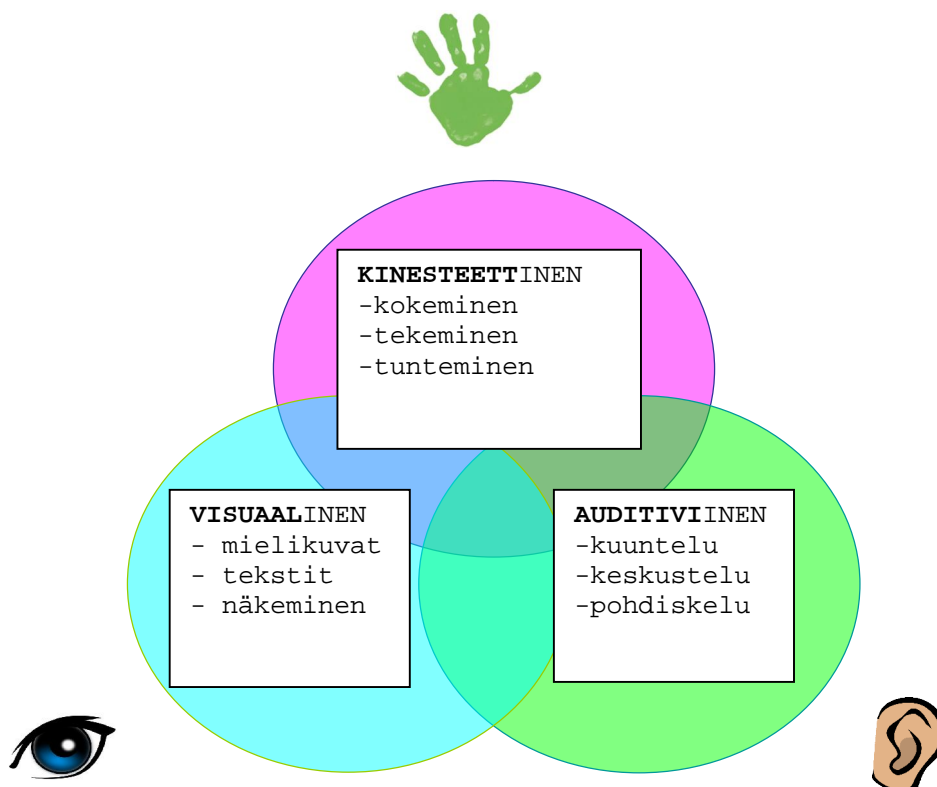 KINESTEETTINEN
-kokeminen
-tekeminen
-tunteminen
VISUAALINEN
- mielikuvat
- tekstit
- näkeminen
AUDITIVIINEN
-kuuntelu
-keskustelu
-pohdiskelu